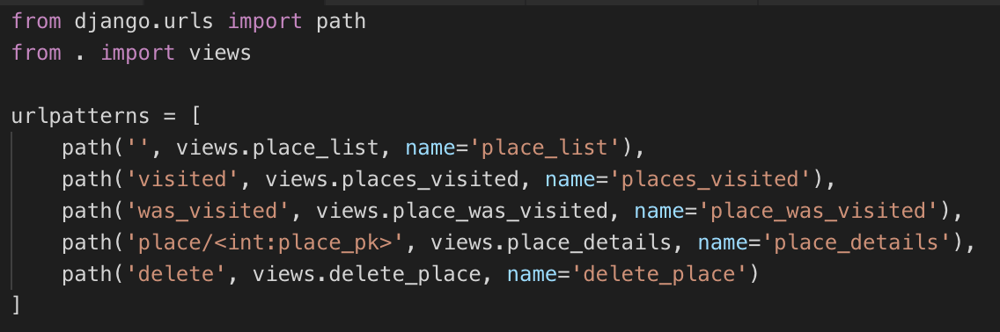 from django.urls import path
from . import views

urlpatterns = [
    path('', views.place_list, name='place_list'),
    path('visited', views.places_visited, name='places_visited'),
    path('was_visited', views.place_was_visited, name='place_was_visited'),
    path('place/<int:place_pk>', views.place_details, name='place_details'),
    path('delete', views.delete_place, name='delete_place')
]